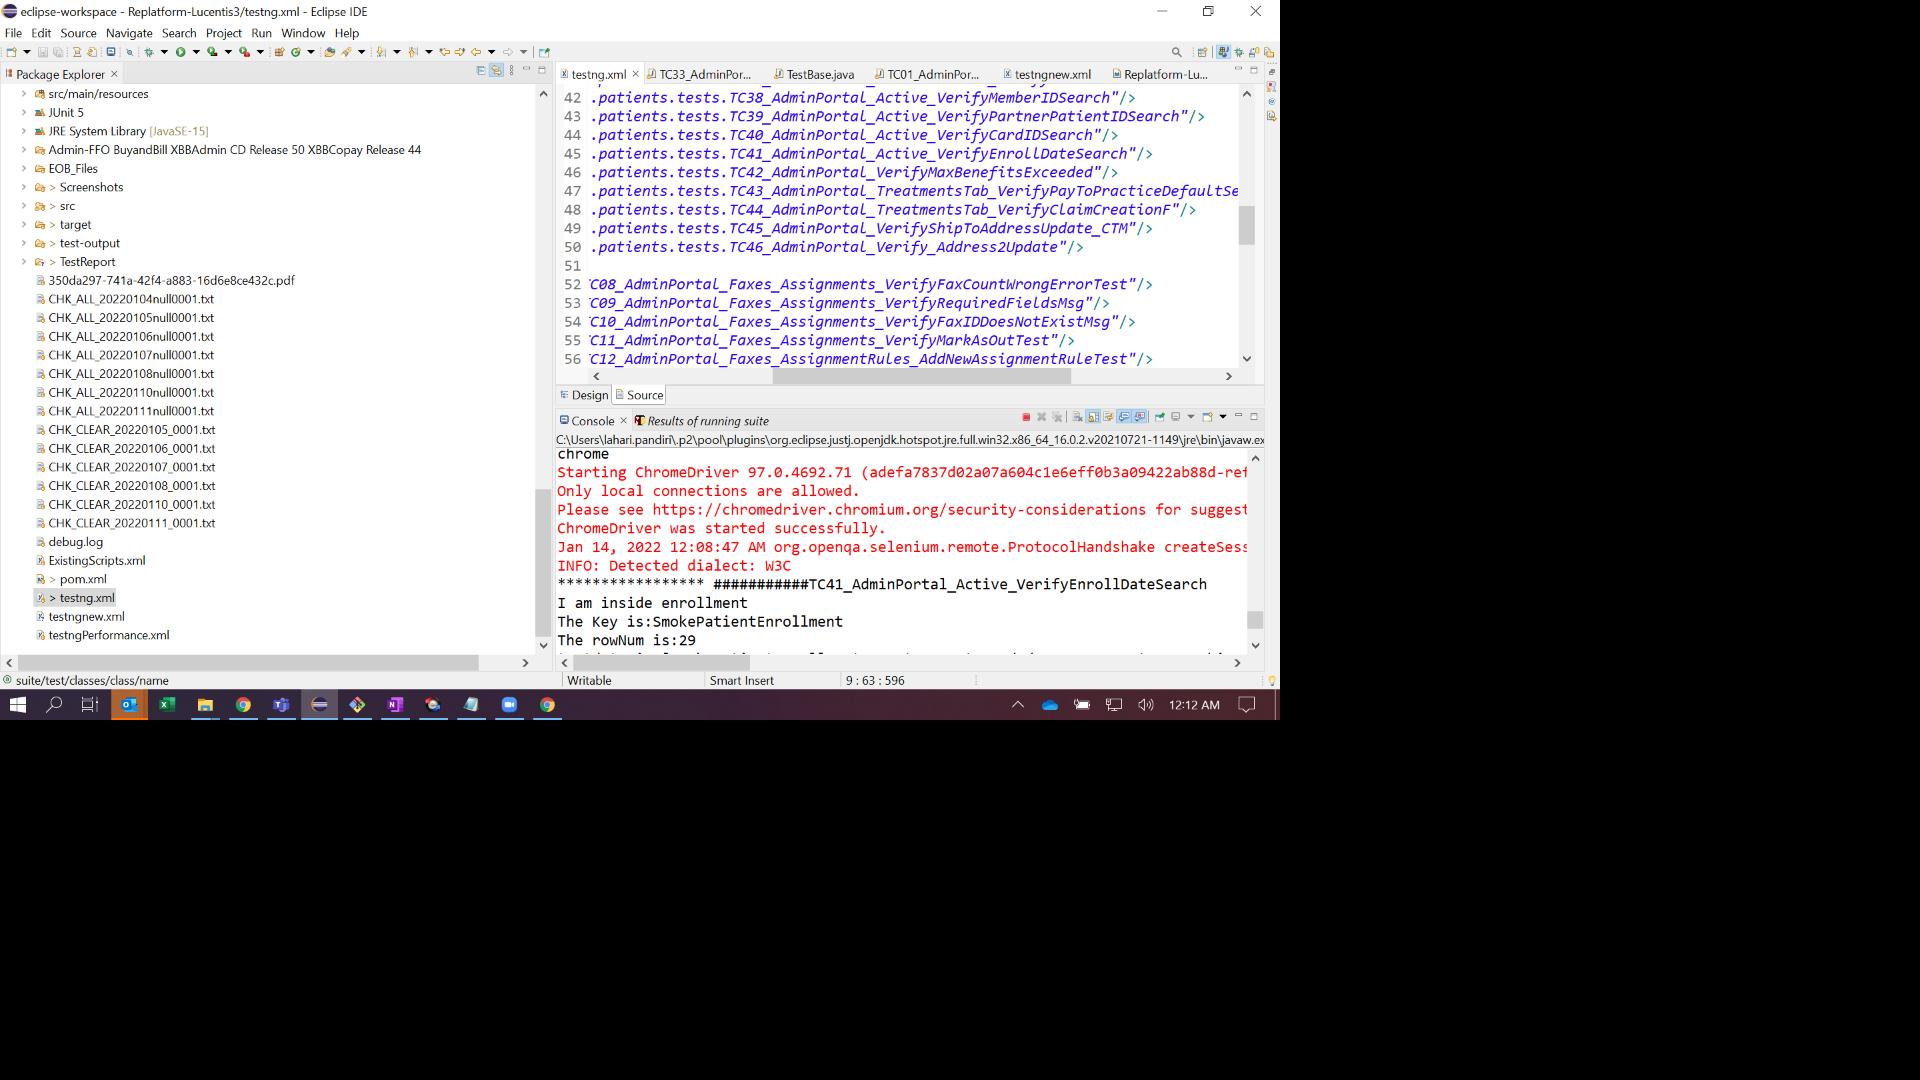 eclipse-workspace - Replatform-Lucentis3/testng.xml - Eclipse IDE
File Edit Source Navigate Search Project Run Window Help
Package Explorer
src/main/resources
JUnit 5
JRE System Library [JavaSE-15]
Admin-FFO BuyandBill XBBAdmin CD Release 50 XBBCopay Release 44
EOB_Files
> Screenshots
> src
> target
> test-output
> TestReport
350da297-741a-42f4-a883-16d6e8ce432c.pdf
CHK_ALL_20220104null0001.txt
CHK_ALL_20220105null0001.txt
CHK_ALL_20220106null0001.txt
CHK_ALL_20220107null0001.txt
CHK_ALL_20220108null0001.txt
CHK_ALL_20220110null0001.txt
CHK_ALL_20220111null0001.txt
CHK_CLEAR_20220105_0001.txt
CHK_CLEAR_20220106_0001.txt
CHK_CLEAR_20220107_0001.txt
CHK_CLEAR_20220108_0001.txt
CHK_CLEAR_20220110_0001.txt
CHK_CLEAR_20220111_0001.txt
debug.log
ExistingScripts.xml
> pom.xml
> testng.xml
testngnew.xml
testngPerformance.xml
testng.xml TC33_AdminPor... TestBase.java TC01_AdminPor... testngnew.xml Replatform-Lu...
42 .patients.tests.TC38_AdminPortal_Active_VerifyMemberIDSearch"/>
43 .patients.tests.TC39_AdminPortal_Active_VerifyPartnerPatientIDSearch"/>
44 .patients.tests.TC40_AdminPortal_Active_VerifyCardIDSearch"/>
45 .patients.tests.TC41_AdminPortal_Active_VerifyEnrollDateSearch"/>
46 .patients.tests.TC42_AdminPortal_VerifyMaxBenefitsExceeded"/>
47 .patients.tests.TC43_AdminPortal_TreatmentsTab_VerifyPayToPracticeDefaultSe
48 .patients.tests.TC44_AdminPortal_TreatmentsTab_VerifyClaimCreationF"/>
49 .patients.tests.TC45_AdminPortal_VerifyShipToAddressUpdate_CTM"/>
50 .patients.tests.TC46_AdminPortal_Verify_Address2Update"/>
51
52 C08_AdminPortal_Faxes_Assignments_VerifyFaxCountWrongErrorTest"/>
53 C09_AdminPortal_Faxes_Assignments_VerifyRequiredFieldsMsg"/>
54 C10_AdminPortal_Faxes_Assignments_VerifyFaxIDDoesNotExistMsg"/>
55 C11_AdminPortal_Faxes_Assignments_VerifyMarkAsOutTest"/>
56 C12_AdminPortal_Faxes_AssignmentRules_AddNewAssignmentRuleTest"/>
Design Source
Console Results of running suite
C:\Users\lahari.pandiri\.p2\pool\plugins\org.eclipse.justj.openjdk.hotspot.jre.full.win32.x86_64_16.0.2.v20210721-1149\jre\bin\javaw.ex
chrome
Starting ChromeDriver 97.0.4692.71 (adefa7837d02a07a604c1e6eff0b3a09422ab88d-ref
Only local connections are allowed.
Please see https://chromedriver.chromium.org/security-considerations for suggest
ChromeDriver was started successfully.
Jan 14, 2022 12:08:47 AM org.openqa.selenium.remote.ProtocolHandshake createSess
INFO: Detected dialect: W3C
***************** ###########TC41_AdminPortal_Active_VerifyEnrollDateSearch
I am inside enrollment
The Key is:SmokePatientEnrollment
The rowNum is:29
suite/test/classes/class/name Writable Smart Insert 9 : 63 : 596
12:12 AM